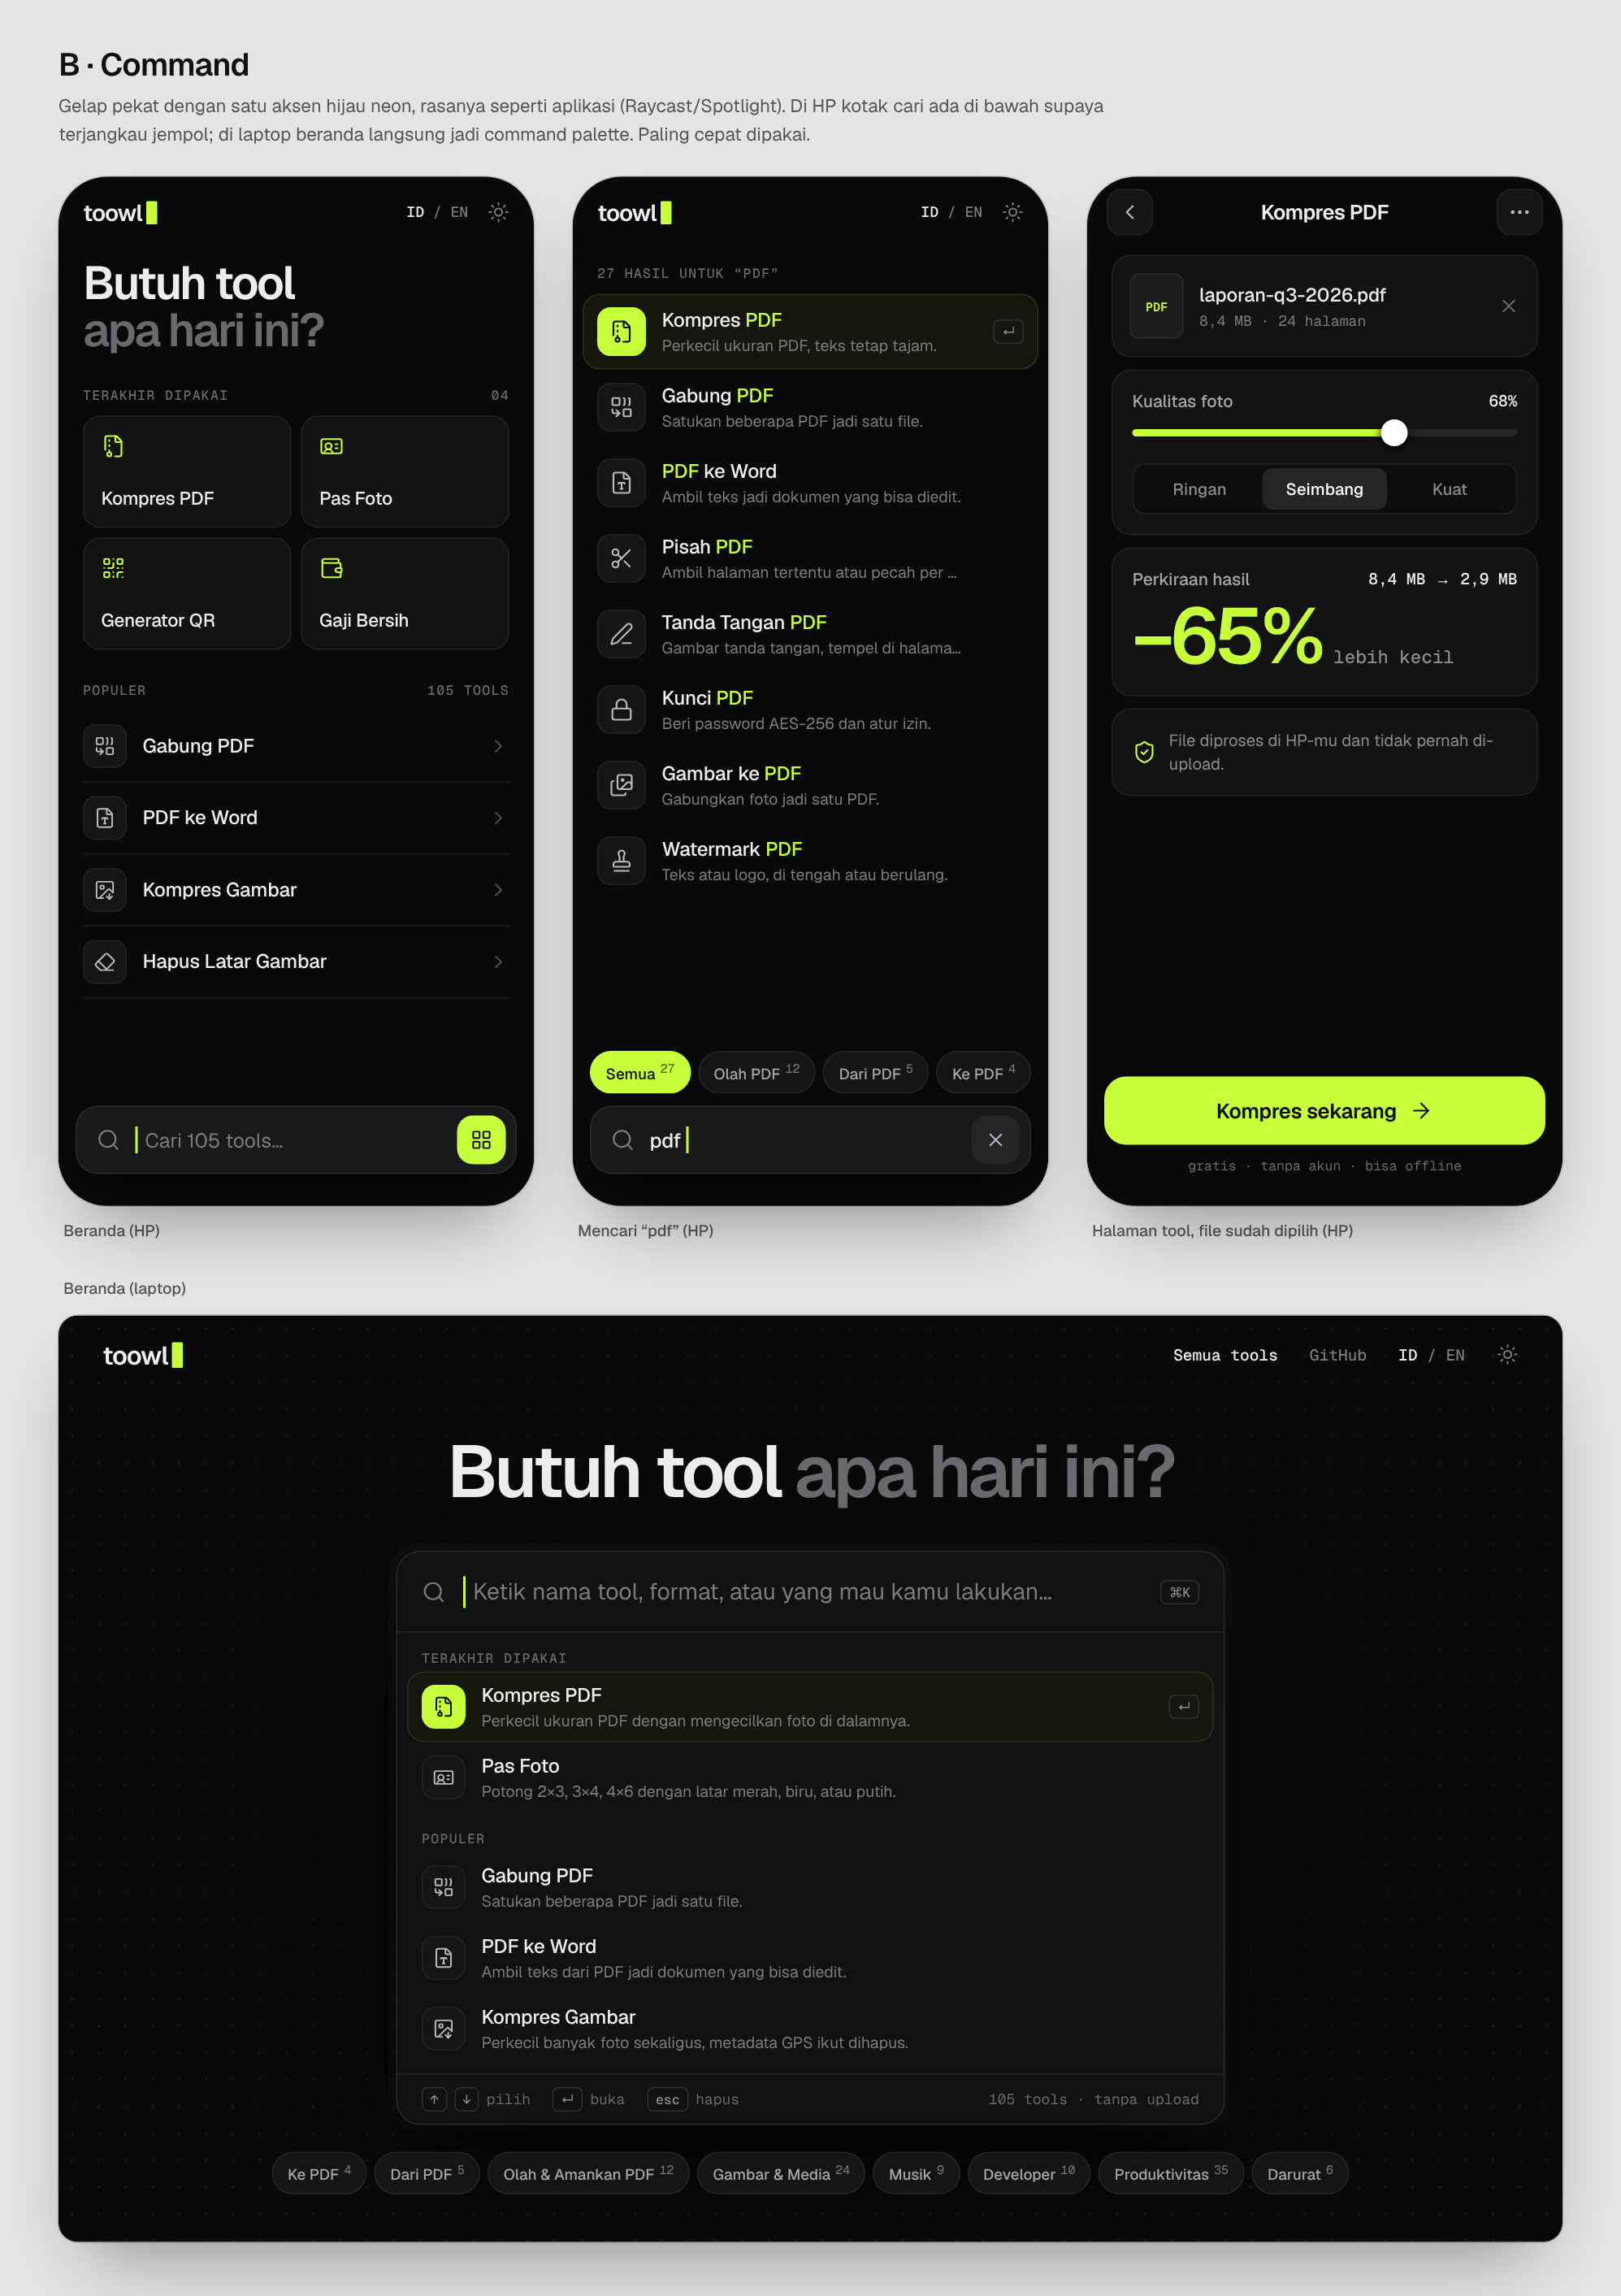 B · Command
Gelap pekat dengan satu aksen hijau neon, rasanya seperti aplikasi (Raycast/Spotlight). Di HP kotak cari ada di bawah supaya
terjangkau jempol; di laptop beranda langsung jadi command palette. Paling cepat dipakai.
toowl
ID / EN
Butuh tool
apa hari ini?
TERAKHIR DIPAKAI 04
Kompres PDF
Pas Foto
Generator QR
Gaji Bersih
POPULER 105 TOOLS
Gabung PDF
PDF ke Word
Kompres Gambar
Hapus Latar Gambar
Cari 105 tools...
Beranda (HP)
toowl
ID / EN
27 HASIL UNTUK “PDF”
Kompres PDF
Perkecil ukuran PDF, teks tetap tajam.
Gabung PDF
Satukan beberapa PDF jadi satu file.
PDF ke Word
Ambil teks jadi dokumen yang bisa diedit.
Pisah PDF
Ambil halaman tertentu atau pecah per ...
Tanda Tangan PDF
Gambar tanda tangan, tempel di halama...
Kunci PDF
Beri password AES-256 dan atur izin.
Gambar ke PDF
Gabungkan foto jadi satu PDF.
Watermark PDF
Teks atau logo, di tengah atau berulang.
Semua 27
Olah PDF 12
Dari PDF 5
Ke PDF 4
pdf
Mencari “pdf” (HP)
Kompres PDF
PDF
laporan-q3-2026.pdf
8,4 MB · 24 halaman
Kualitas foto 68%
Ringan
Seimbang
Kuat
Perkiraan hasil 8,4 MB → 2,9 MB
−65% lebih kecil
File diproses di HP-mu dan tidak pernah di-
upload.
Kompres sekarang →
gratis · tanpa akun · bisa offline
Halaman tool, file sudah dipilih (HP)
Beranda (laptop)
toowl
Semua tools
GitHub
ID / EN
Butuh tool apa hari ini?
Ketik nama tool, format, atau yang mau kamu lakukan...
⌘K
TERAKHIR DIPAKAI
Kompres PDF
Perkecil ukuran PDF dengan mengecilkan foto di dalamnya.
Pas Foto
Potong 2×3, 3×4, 4×6 dengan latar merah, biru, atau putih.
POPULER
Gabung PDF
Satukan beberapa PDF jadi satu file.
PDF ke Word
Ambil teks dari PDF jadi dokumen yang bisa diedit.
Kompres Gambar
Perkecil banyak foto sekaligus, metadata GPS ikut dihapus.
↑ ↓ pilih ↵ buka esc hapus
105 tools · tanpa upload
Ke PDF 4
Dari PDF 5
Olah & Amankan PDF 12
Gambar & Media 24
Musik 9
Developer 10
Produktivitas 35
Darurat 6